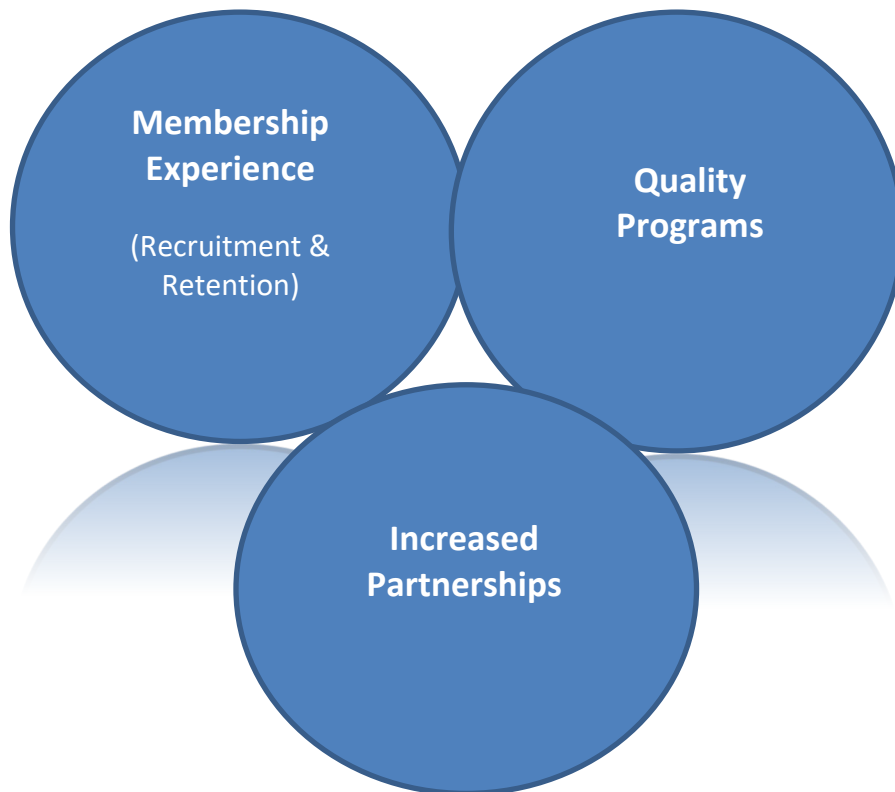 Membership
Experience
(Recruitment &
Retention)
Quality
Programs
Increased
Partnerships